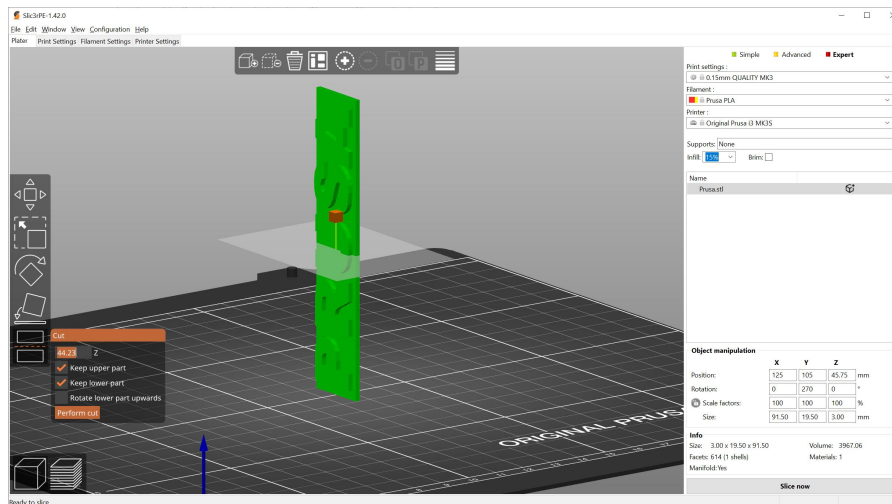 Slic3rPE-1.42.0
File Edit Window View Configuration Help
Plater Print Settings Filament Settings Printer Settings
Simple Advanced Expert
Print settings :
0.15mm QUALITY MK3
Filament :
Prusa PLA
Printer :
Original Prusa i3 MK3S
Supports: None
Infill: 15% Brim:
Name
Prusa.stl
Cut
44.23 Z
Keep upper part
Keep lower part
Rotate lower part upwards
Perform cut
ORIGINAL PRUS
Object manipulation
X Y Z
Position: 125 105 45.75 mm
Rotation: 0 270 0 °
Scale factors: 100 100 100 %
Size: 91.50 19.50 3.00 mm
Info
Size: 3.00 x 19.50 x 91.50 Volume: 3967.06
Facets: 614 (1 shells) Materials: 1
Manifold:Yes
Slice now
Ready to slice